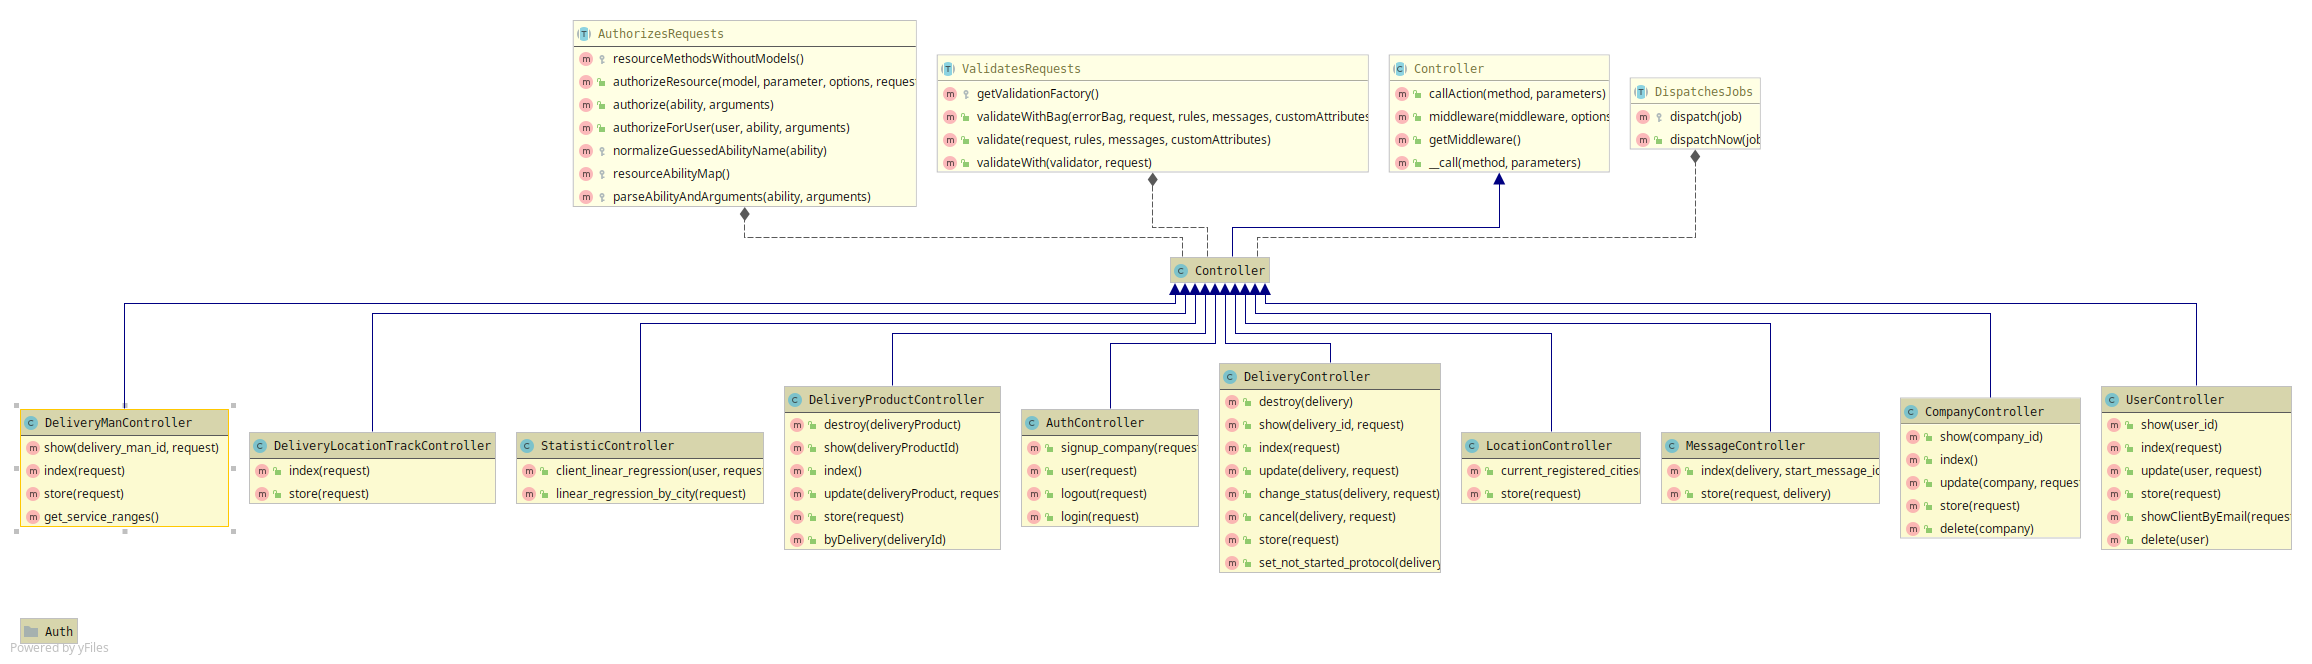 AuthorizesRequests
resourceMethodsWithoutModels()
authorizeResource(model, parameter, options, reques
authorize(ability, arguments)
authorizeForUser(user, ability, arguments)
normalizeGuessedAbilityName(ability)
resourceAbilityMap()
parseAbilityAndArguments(ability, arguments)
ValidatesRequests
getValidationFactory()
validateWithBag(errorBag, request, rules, messages, customAttributes
validate(request, rules, messages, customAttributes)
validateWith(validator, request)
Controller
callAction(method, parameters)
middleware(middleware, options
getMiddleware()
__call(method, parameters)
DispatchesJobs
dispatch(job)
dispatchNow(job
Controller
DeliveryManController
show(delivery_man_id, request)
index(request)
store(request)
get_service_ranges()
DeliveryLocationTrackController
index(request)
store(request)
StatisticController
client_linear_regression(user, reques
linear_regression_by_city(request)
DeliveryProductController
destroy(deliveryProduct)
show(deliveryProductId)
index()
update(deliveryProduct, reques
store(request)
byDelivery(deliveryId)
AuthController
signup_company(reques
user(request)
logout(request)
login(request)
DeliveryController
destroy(delivery)
show(delivery_id, request)
index(request)
update(delivery, request)
change_status(delivery, request)
cancel(delivery, request)
store(request)
set_not_started_protocol(delivery
LocationController
current_registered_cities(
store(request)
MessageController
index(delivery, start_message_id
store(request, delivery)
CompanyController
show(company_id)
index()
update(company, reques
store(request)
delete(company)
UserController
show(user_id)
index(request)
update(user, request)
store(request)
showClientByEmail(reques
delete(user)
Auth
Powered by yFiles